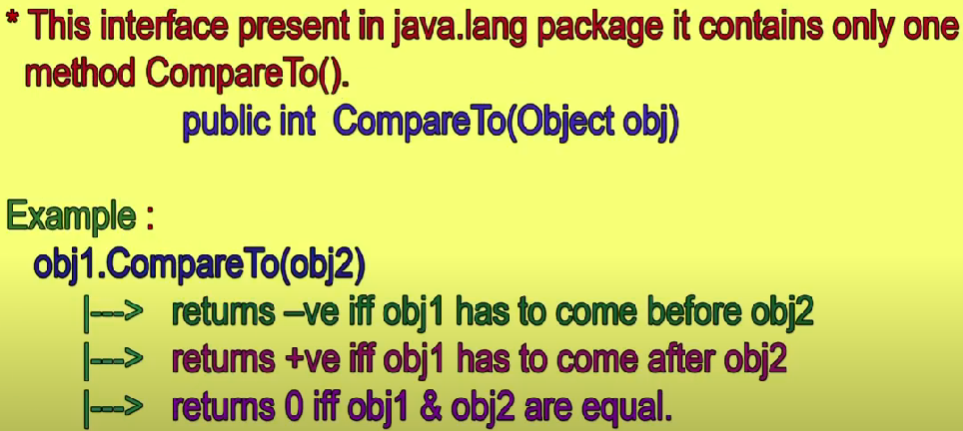 * This interface present in java.lang package it contains only one
method CompareTo().
public int CompareTo(Object obj)
Example :
obj1.CompareTo(obj2)
|---> returns –ve iff obj1 has to come before obj2
|---> returns +ve iff obj1 has to come after obj2
|---> returns 0 iff obj1 & obj2 are equal.